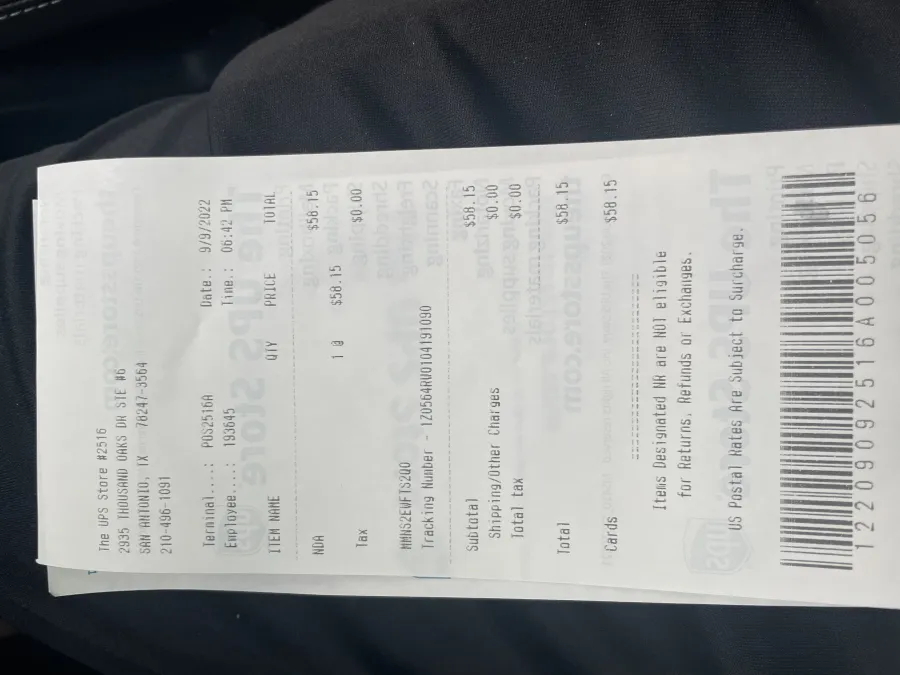 The UPS Store #2516
2935 THOUSAND OAKS DR STE #6
SAN ANTONIO, TX 78247-3564
210-496-1091
Terminal....: POS2516A Date.: 9/9/2022
Employee....: 193645 Time.: 06:42 PM
ITEM NAME QTY PRICE TOTAL
NDA $58.15
1 @ $58.15
Tax $0.00
MMNS2EWFTS2QO
Tracking Number - 1Z0564RV0104191090
Subtotal $58.15
Shipping/Other Charges $0.00
Total tax $0.00
Total $58.15
Cards $58.15
Items Designated NR are NOT eligible
for Returns, Refunds or Exchanges.
US Postal Rates Are Subject to Surcharge.
12209092516A005056